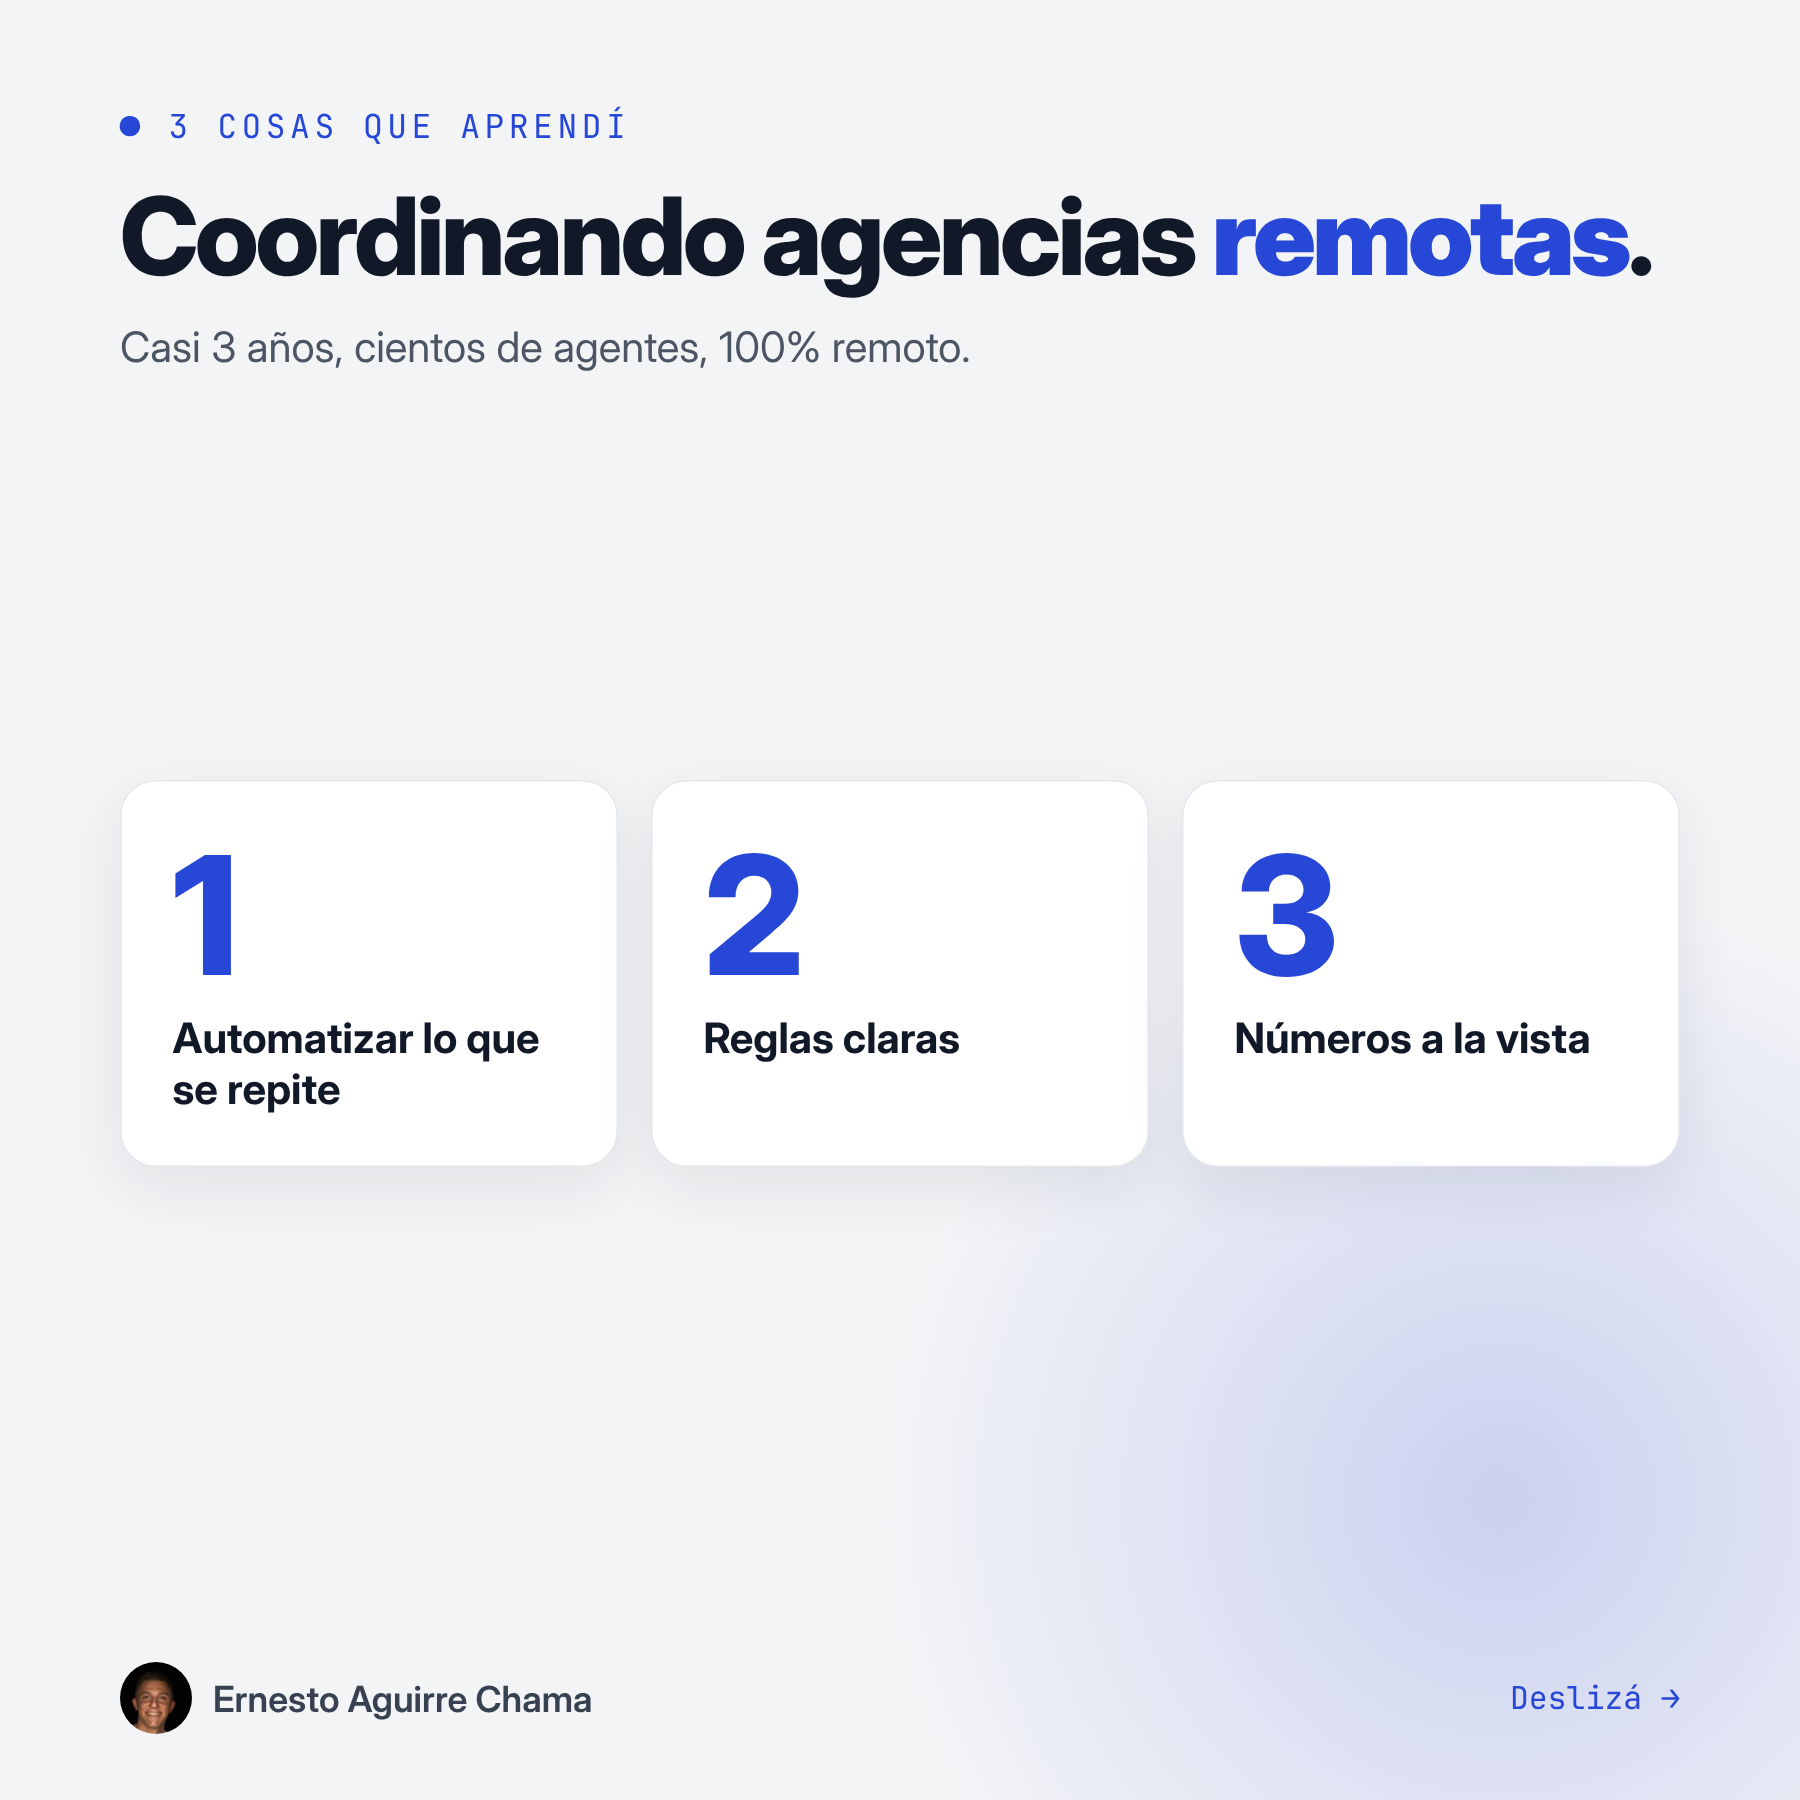 3 COSAS QUE APRENDÍ
Coordinando agencias remotas.
Casi 3 años, cientos de agentes, 100% remoto.
1
Automatizar lo que
se repite
2
Reglas claras
3
Números a la vista
Ernesto Aguirre Chama
Deslizá →